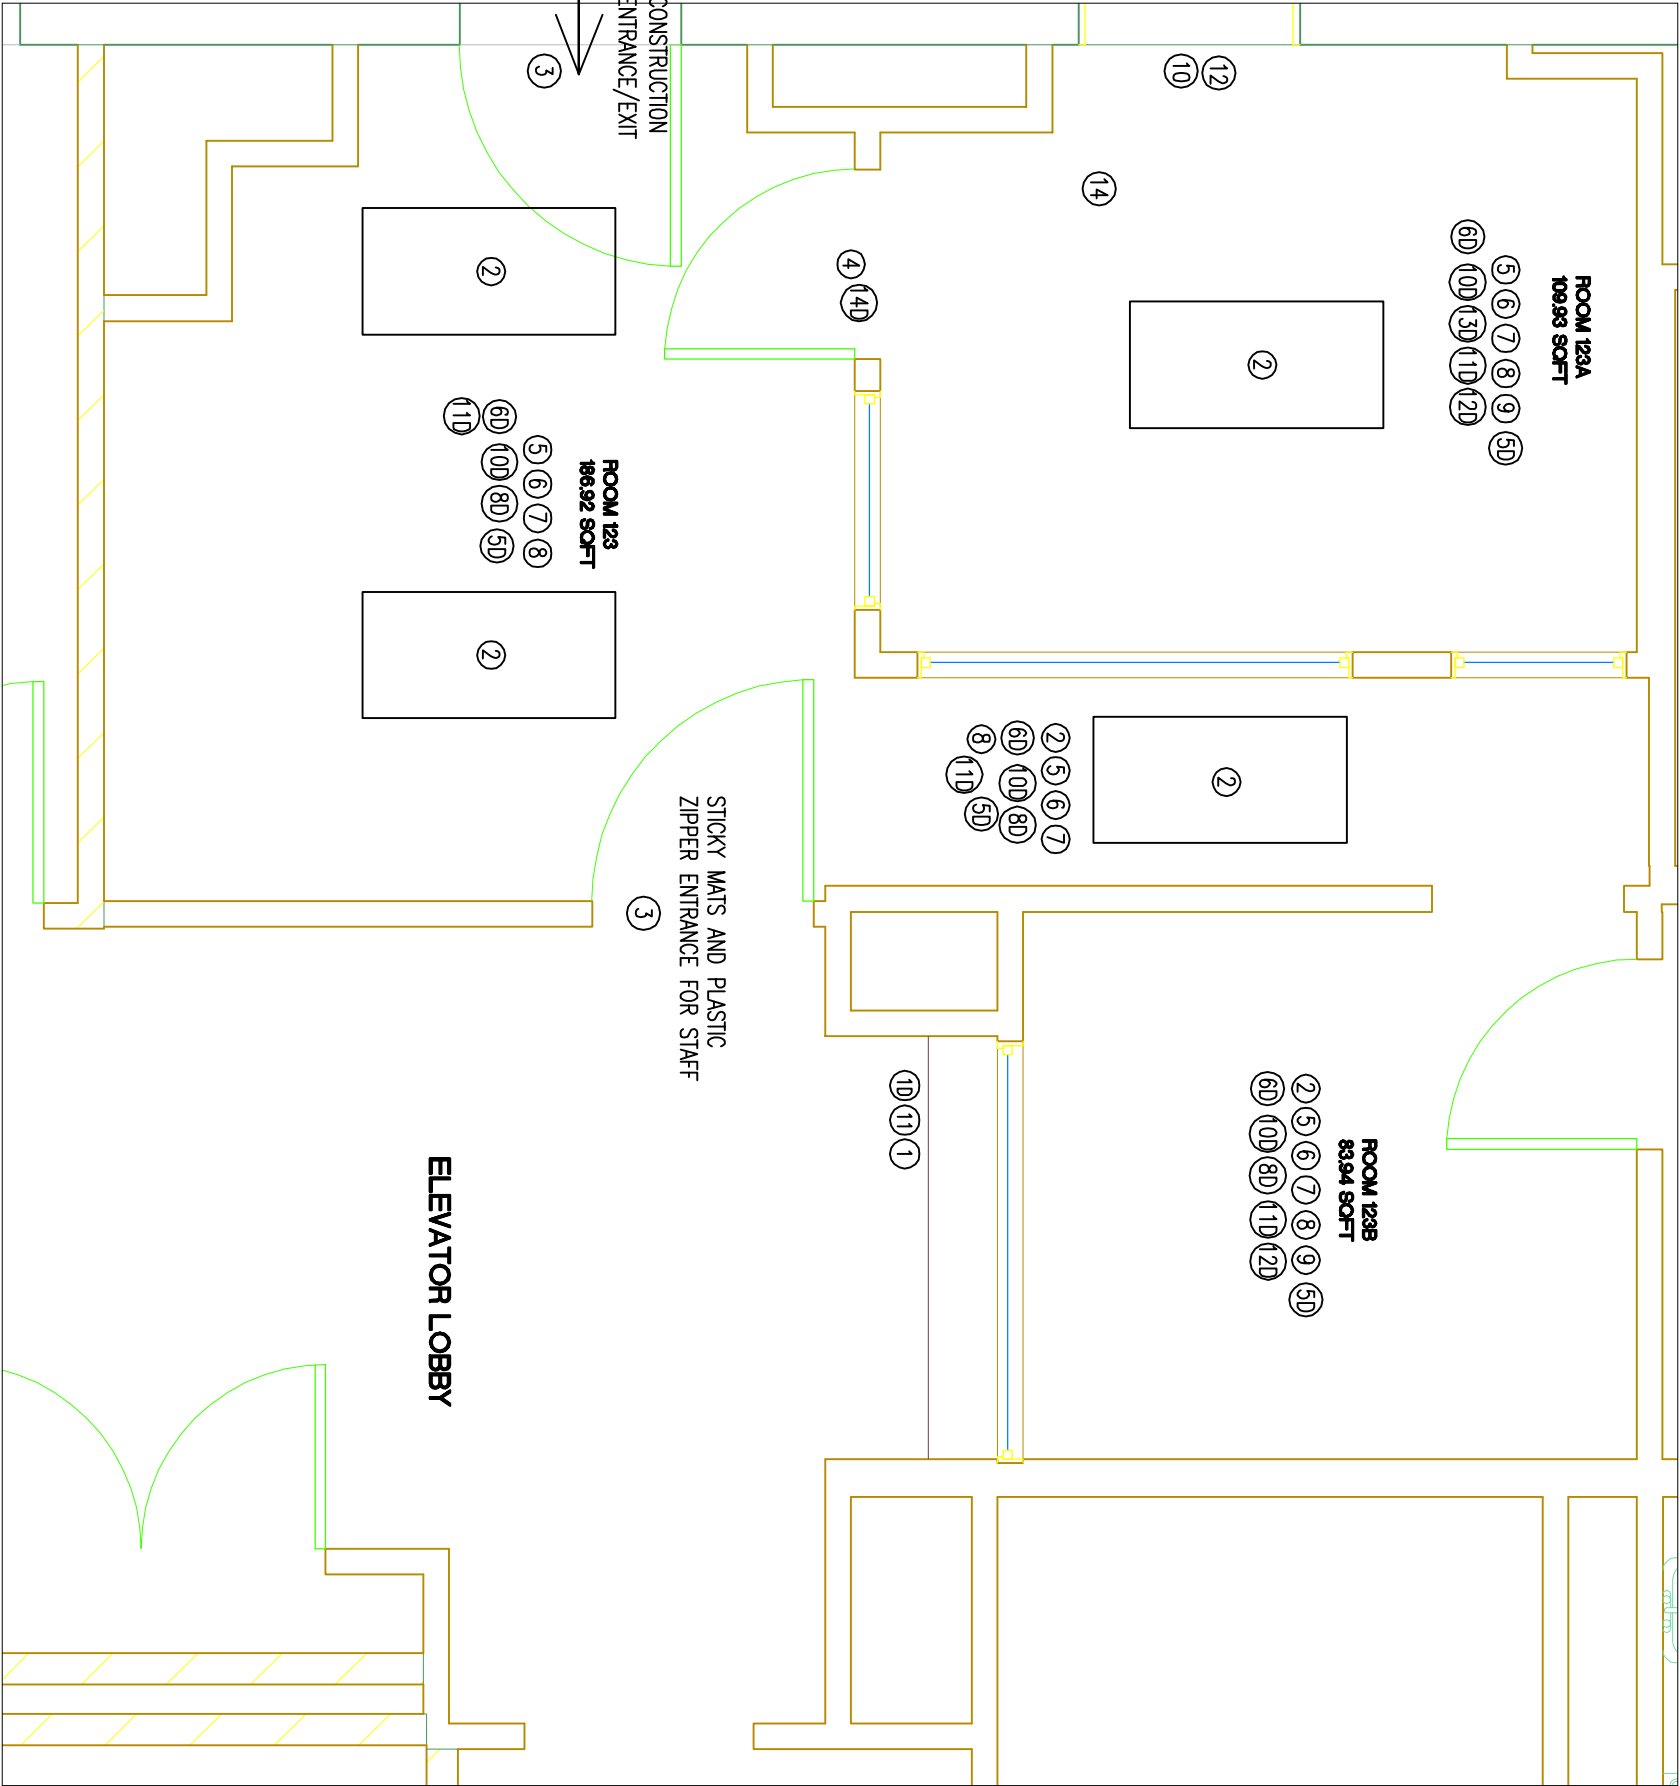 ROOM 123A
109.93 SQFT
5 6 7 8 9 5D
6D 10D 13D 11D 12D
2
12
10
14
ROOM 123B
83.94 SQFT
2 5 6 7 8 9 5D
6D 10D 8D 11D 12D
2
2 5 6 7
6D 10D 8D
8 5D
11D
1D 11 1
4 14D
STICKY MATS AND PLASTIC
ZIPPER ENTRANCE FOR STAFF
3
CONSTRUCTION
ENTRANCE/EXIT
3
ROOM 123
186.92 SQFT
5 6 7 8
6D 10D 8D 5D
11D
2
2
ELEVATOR LOBBY